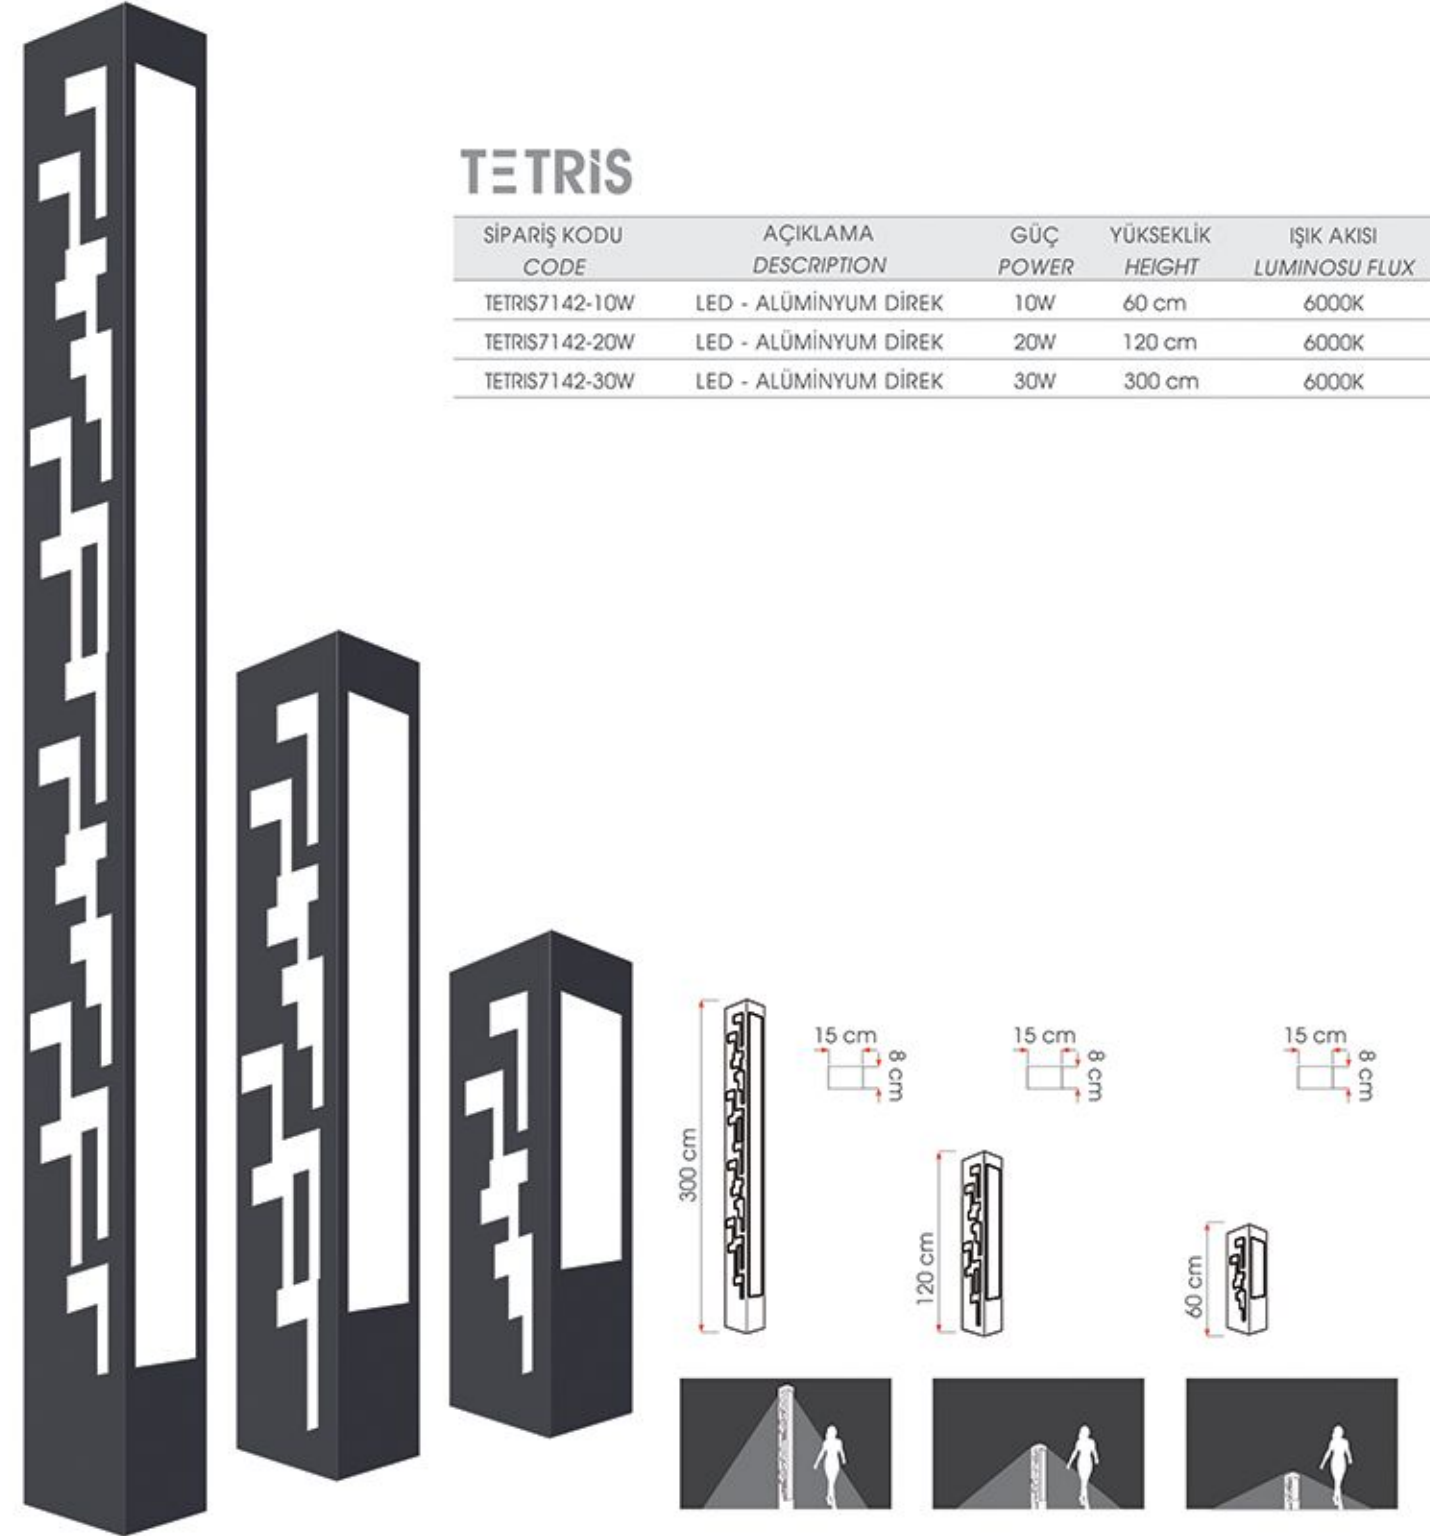 TETRİS
SİPARİŞ KODU AÇIKLAMA GÜÇ YÜKSEKLİK IŞIK AKISI
CODE DESCRIPTION POWER HEIGHT LUMINOSU FLUX
TETRIS7142-10W LED - ALÜMİNYUM DİREK 10W 60 cm 6000K
TETRIS7142-20W LED - ALÜMİNYUM DİREK 20W 120 cm 6000K
TETRIS7142-30W LED - ALÜMİNYUM DİREK 30W 300 cm 6000K
15 cm 15 cm 15 cm
8 cm 8 cm 8 cm
300 cm
120 cm
60 cm